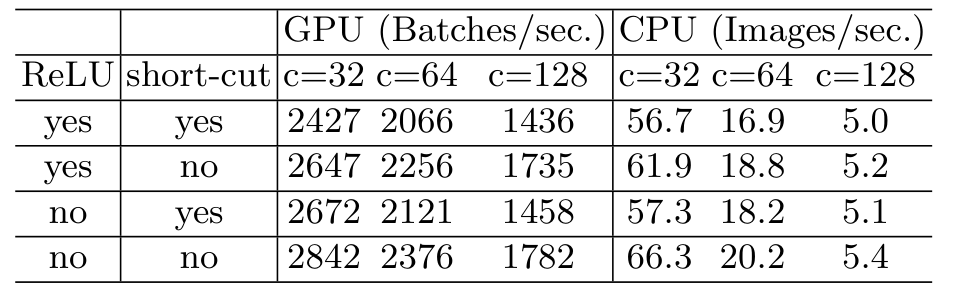 GPU (Batches/sec.) CPU (Images/sec.)
ReLU short-cut c=32 c=64 c=128 c=32 c=64 c=128
yes yes 2427 2066 1436 56.7 16.9 5.0
yes no 2647 2256 1735 61.9 18.8 5.2
no yes 2672 2121 1458 57.3 18.2 5.1
no no 2842 2376 1782 66.3 20.2 5.4